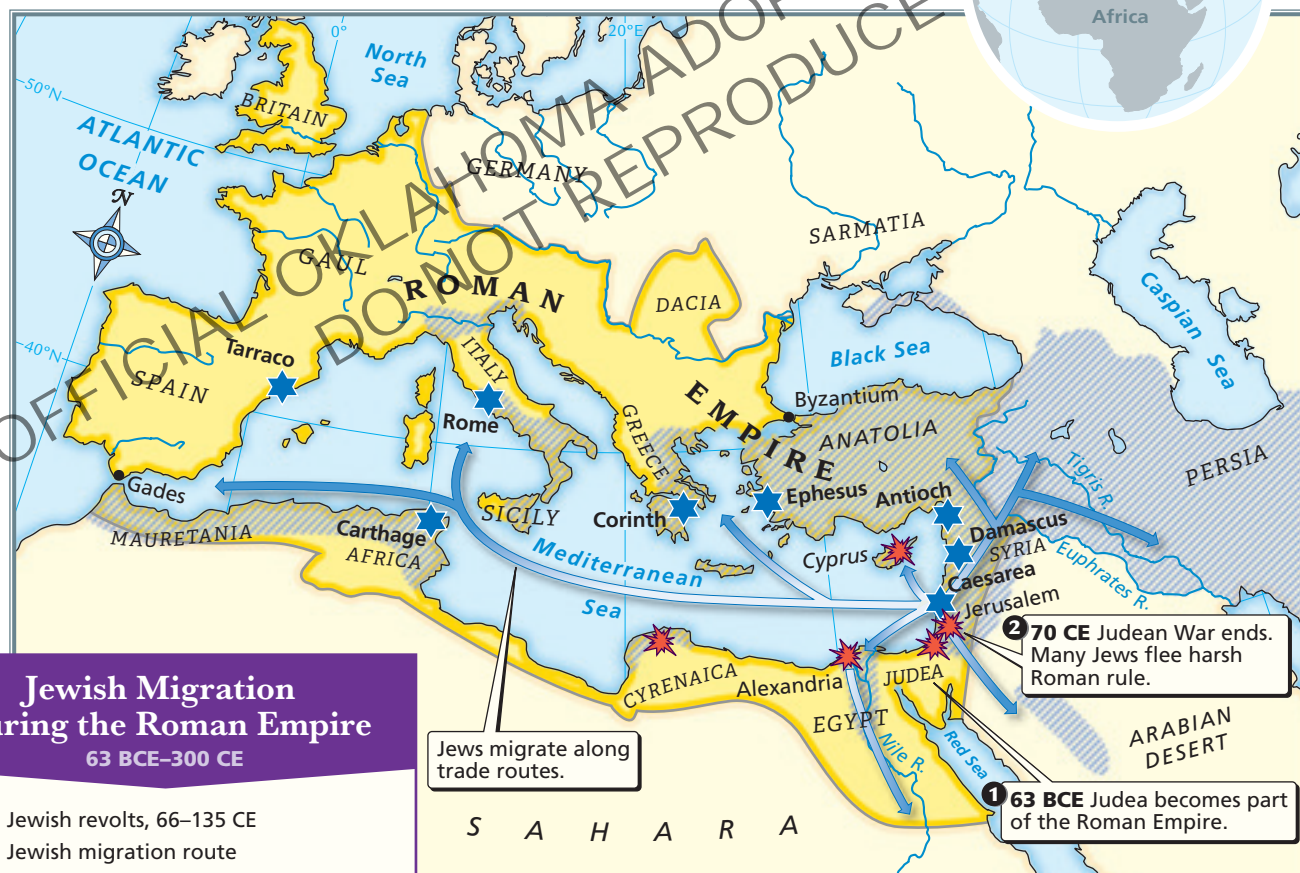 Africa
0°
20°E
North
Sea
50°N
BRITAIN
ATLANTIC
OCEAN
N
GERMANY
SARMATIA
GAUL
ROMAN
EMPIRE
DACIA
Caspian
Sea
Black Sea
40°N
Tarraco
SPAIN
ITALY
Rome
GREECE
Byzantium
ANATOLIA
PERSIA
Tigris R.
Gades
Ephesus
Antioch
Corinth
SICILY
Carthage
MAURETANIA
AFRICA
Damascus
SYRIA
Cyprus
Euphrates R.
Mediterranean
Sea
Caesarea
Jerusalem
2 70 CE Judean War ends.
Many Jews flee harsh
Roman rule.
CYRENAICA
Alexandria
JUDEA
EGYPT
Nile R.
Red Sea
ARABIAN
DESERT
Jews migrate along
trade routes.
1 63 BCE Judea becomes part
of the Roman Empire.
SAHARA
Jewish Migration
uring the Roman Empire
63 BCE–300 CE
Jewish revolts, 66–135 CE
Jewish migration route
OFFICIAL OKLAHOMA ADO
DO NOT REPRODUCE